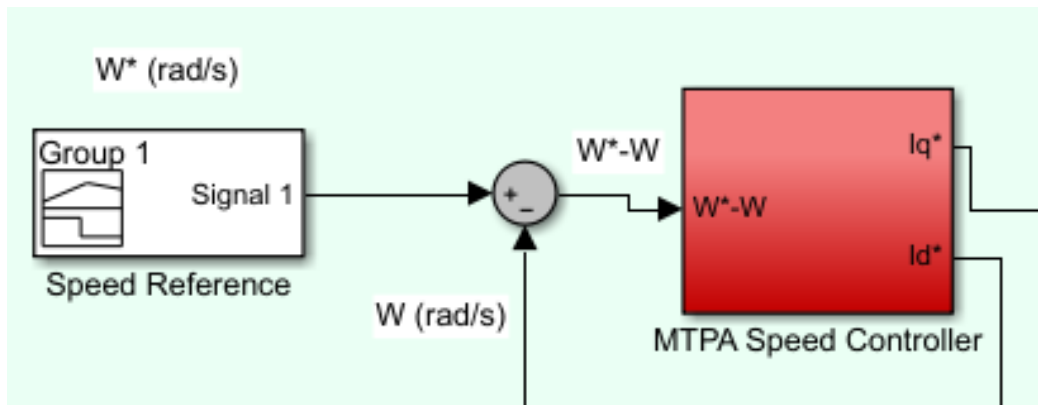 W* (rad/s)
Group 1
Signal 1
Speed Reference
+
−
W (rad/s)
W*-W
W*-W
Iq*
Id*
MTPA Speed Controller